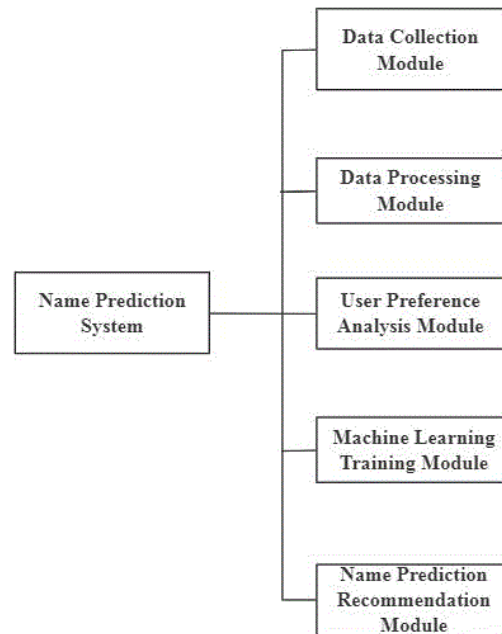 Data Collection
Module
Data Processing
Module
Name Prediction
System
User Preference
Analysis Module
Machine Learning
Training Module
Name Prediction
Recommendation
Module